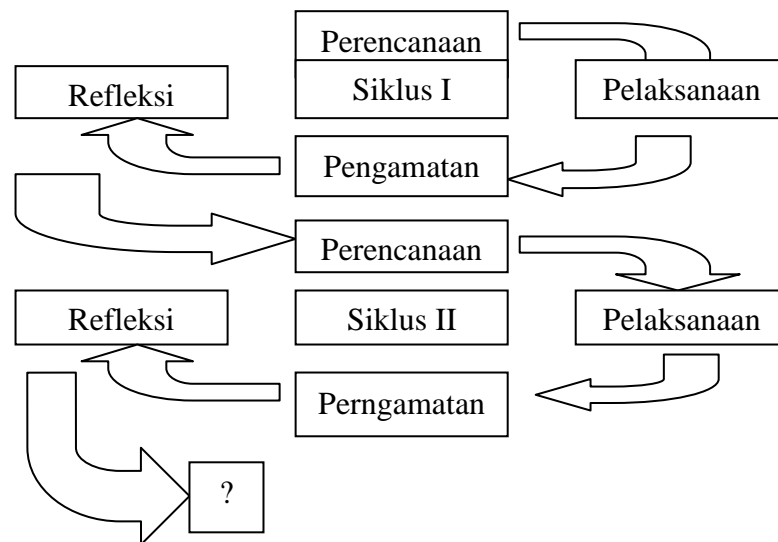 Perencanaan
Refleksi
Siklus I
Pelaksanaan
Pengamatan
Perencanaan
Refleksi
Siklus II
Pelaksanaan
Perngamatan
?